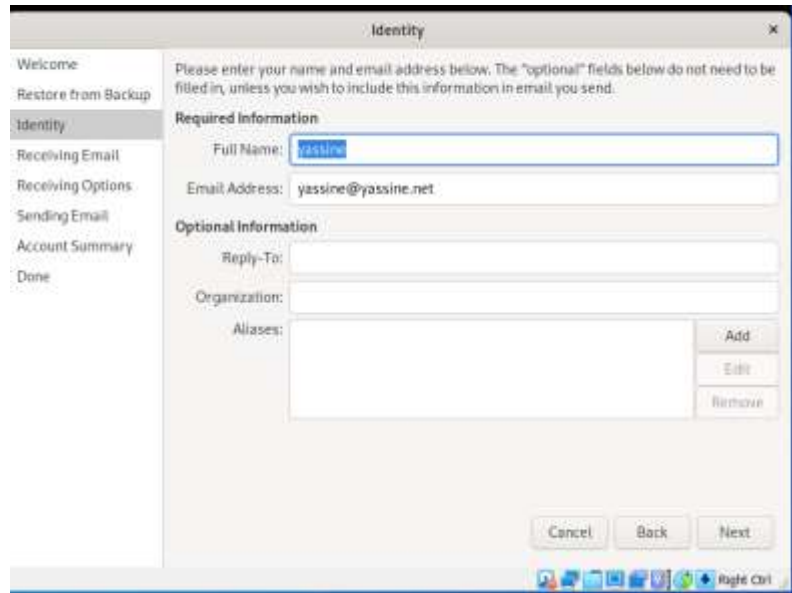 Identity
Welcome
Restore from Backup
Identity
Receiving Email
Receiving Options
Sending Email
Account Summary
Done
Please enter your name and email address below. The "optional" fields below do not need to be
filled in, unless you wish to include this information in email you send.
Required Information
Full Name: yassine
Email Address: yassine@yassine.net
Optional Information
Reply-To:
Organization:
Aliases:
Add
Edit
Remove
Cancel Back Next
Right Ctrl